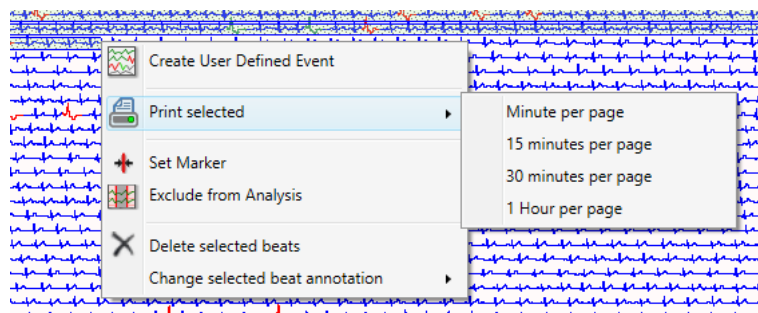 Create User Defined Event
Print selected
Minute per page
15 minutes per page
30 minutes per page
1 Hour per page
Set Marker
Exclude from Analysis
Delete selected beats
Change selected beat annotation